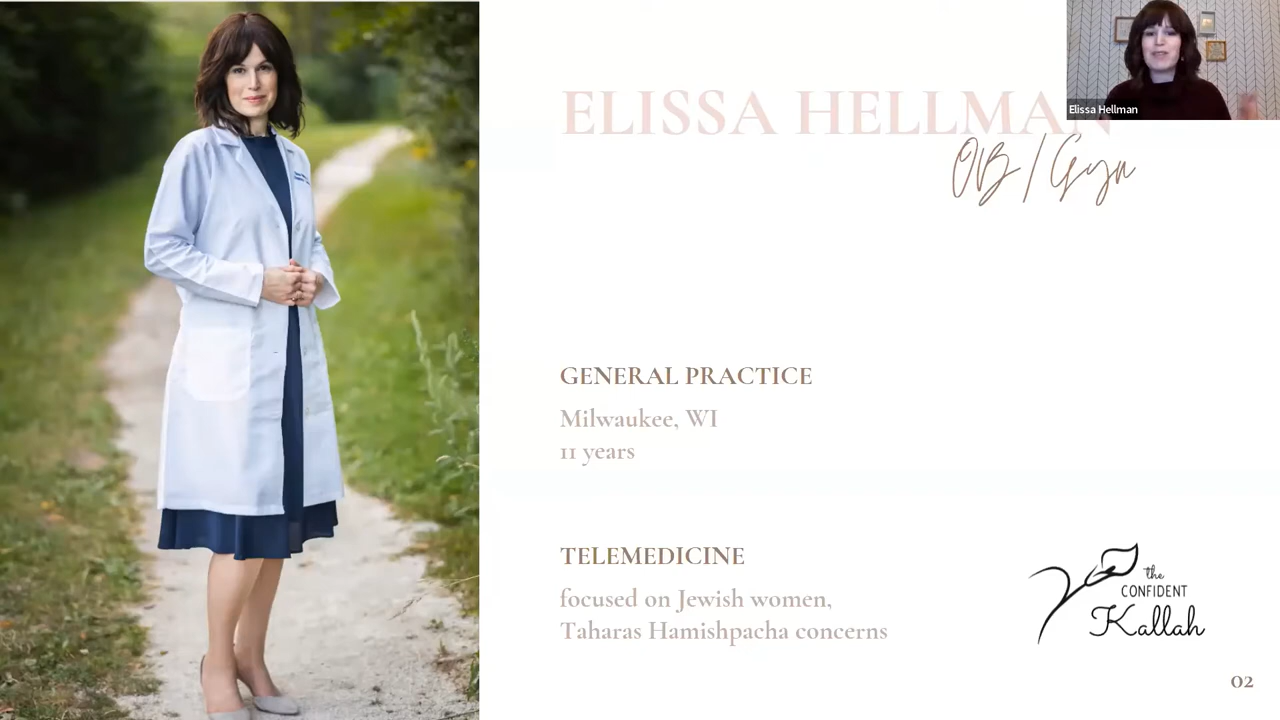 ELISSA HELLMAN
Elissa Hellman
OB / Gyn
GENERAL PRACTICE
Milwaukee, WI
11 years
TELEMEDICINE
focused on Jewish women,
Taharas Hamishpacha concerns
the
CONFIDENT
Kallah
02